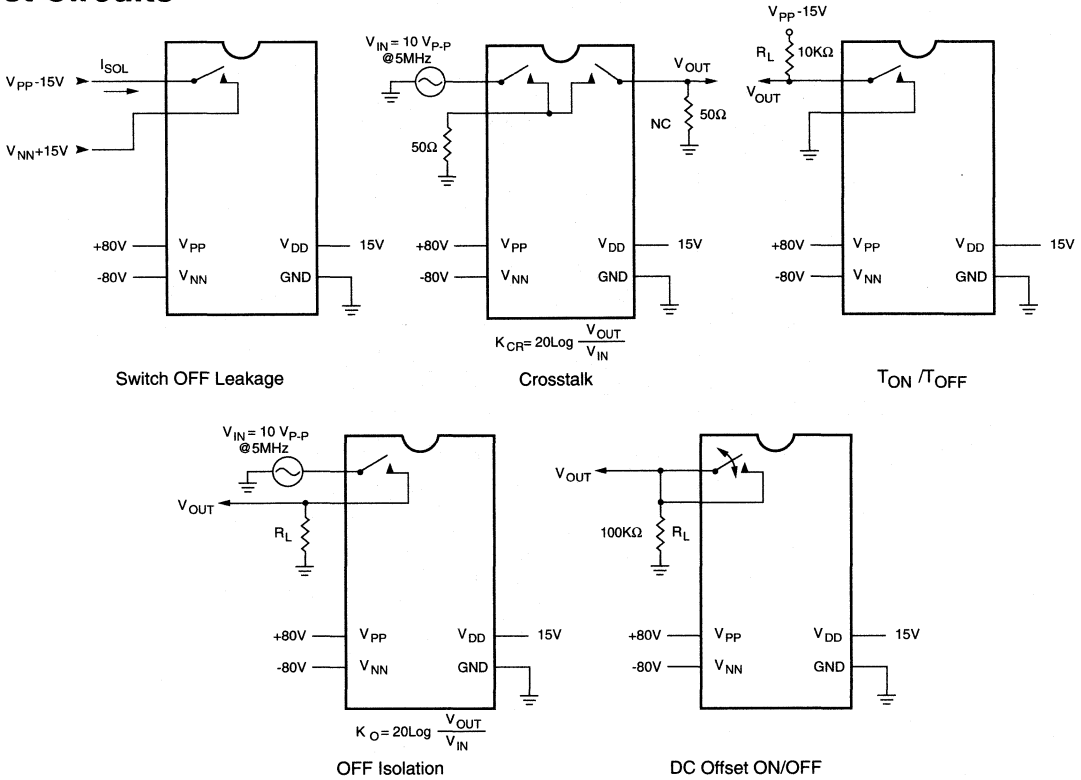 V_IN = 10 V_P-P
@5MHz
V_PP-15V
I_SOL
V_PP-15V
V_NN+15V
+80V V_PP V_DD 15V
-80V V_NN GND
Switch OFF Leakage
50Ω
V_OUT
NC 50Ω
+80V V_PP V_DD 15V
-80V V_NN GND
K_CR = 20Log V_OUT
V_IN
Crosstalk
R_L 10KΩ
V_OUT
+80V V_PP V_DD 15V
-80V V_NN GND
T_ON /T_OFF
V_IN = 10 V_P-P
@5MHz
V_OUT
R_L
+80V V_PP V_DD 15V
-80V V_NN GND
K_O = 20Log V_OUT
V_IN
OFF Isolation
V_OUT
100KΩ R_L
+80V V_PP V_DD 15V
-80V V_NN GND
DC Offset ON/OFF